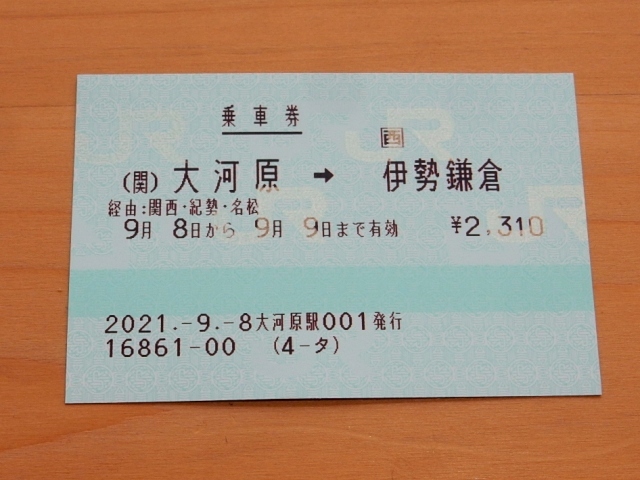 乗車券
西
(関)大河原 → 伊勢鎌倉
経由:関西・紀勢・名松
9月 8日から 9月 9日まで有効 ¥2,310
2021.-9.-8大河原駅001発行
16861-00 (4-タ)